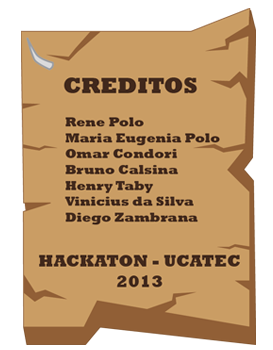 CREDITOS
Rene Polo
Maria Eugenia Polo
Omar Condori
Bruno Calsina
Henry Taby
Vinicius da Silva
Diego Zambrana
HACKATON - UCATEC
2013